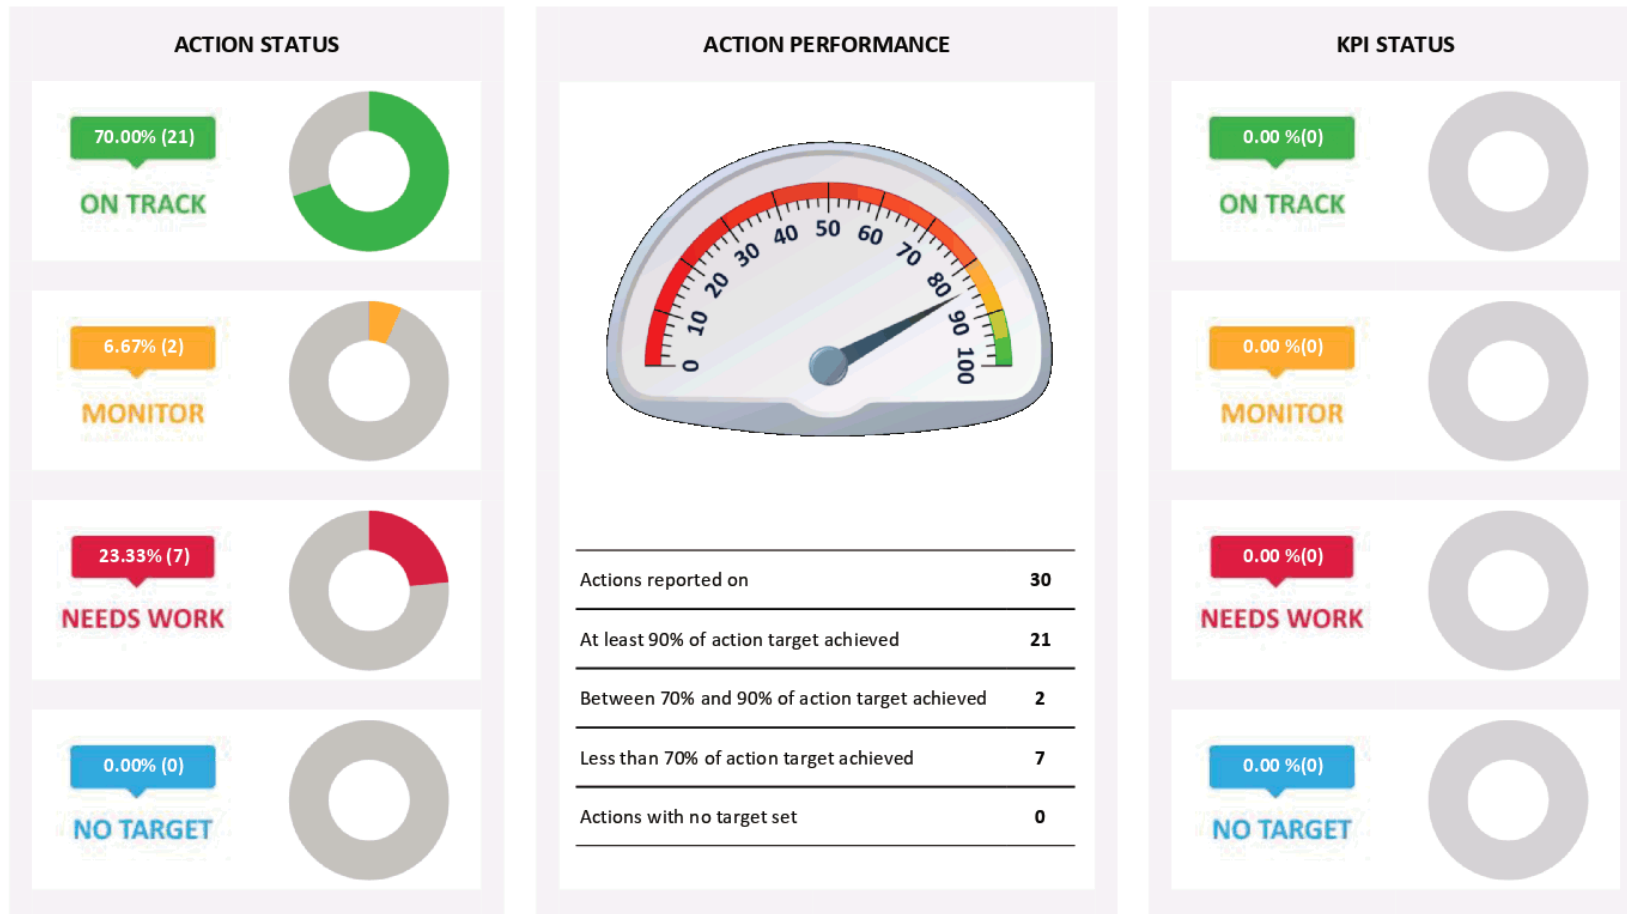 ACTION STATUS
70.00% (21)
ON TRACK
6.67% (2)
MONITOR
23.33% (7)
NEEDS WORK
0.00% (0)
NO TARGET
ACTION PERFORMANCE
0 10 20 30 40 50 60 70 80 90 100
Actions reported on 30
At least 90% of action target achieved 21
Between 70% and 90% of action target achieved 2
Less than 70% of action target achieved 7
Actions with no target set 0
KPI STATUS
0.00 %(0)
ON TRACK
0.00 %(0)
MONITOR
0.00 %(0)
NEEDS WORK
0.00 %(0)
NO TARGET